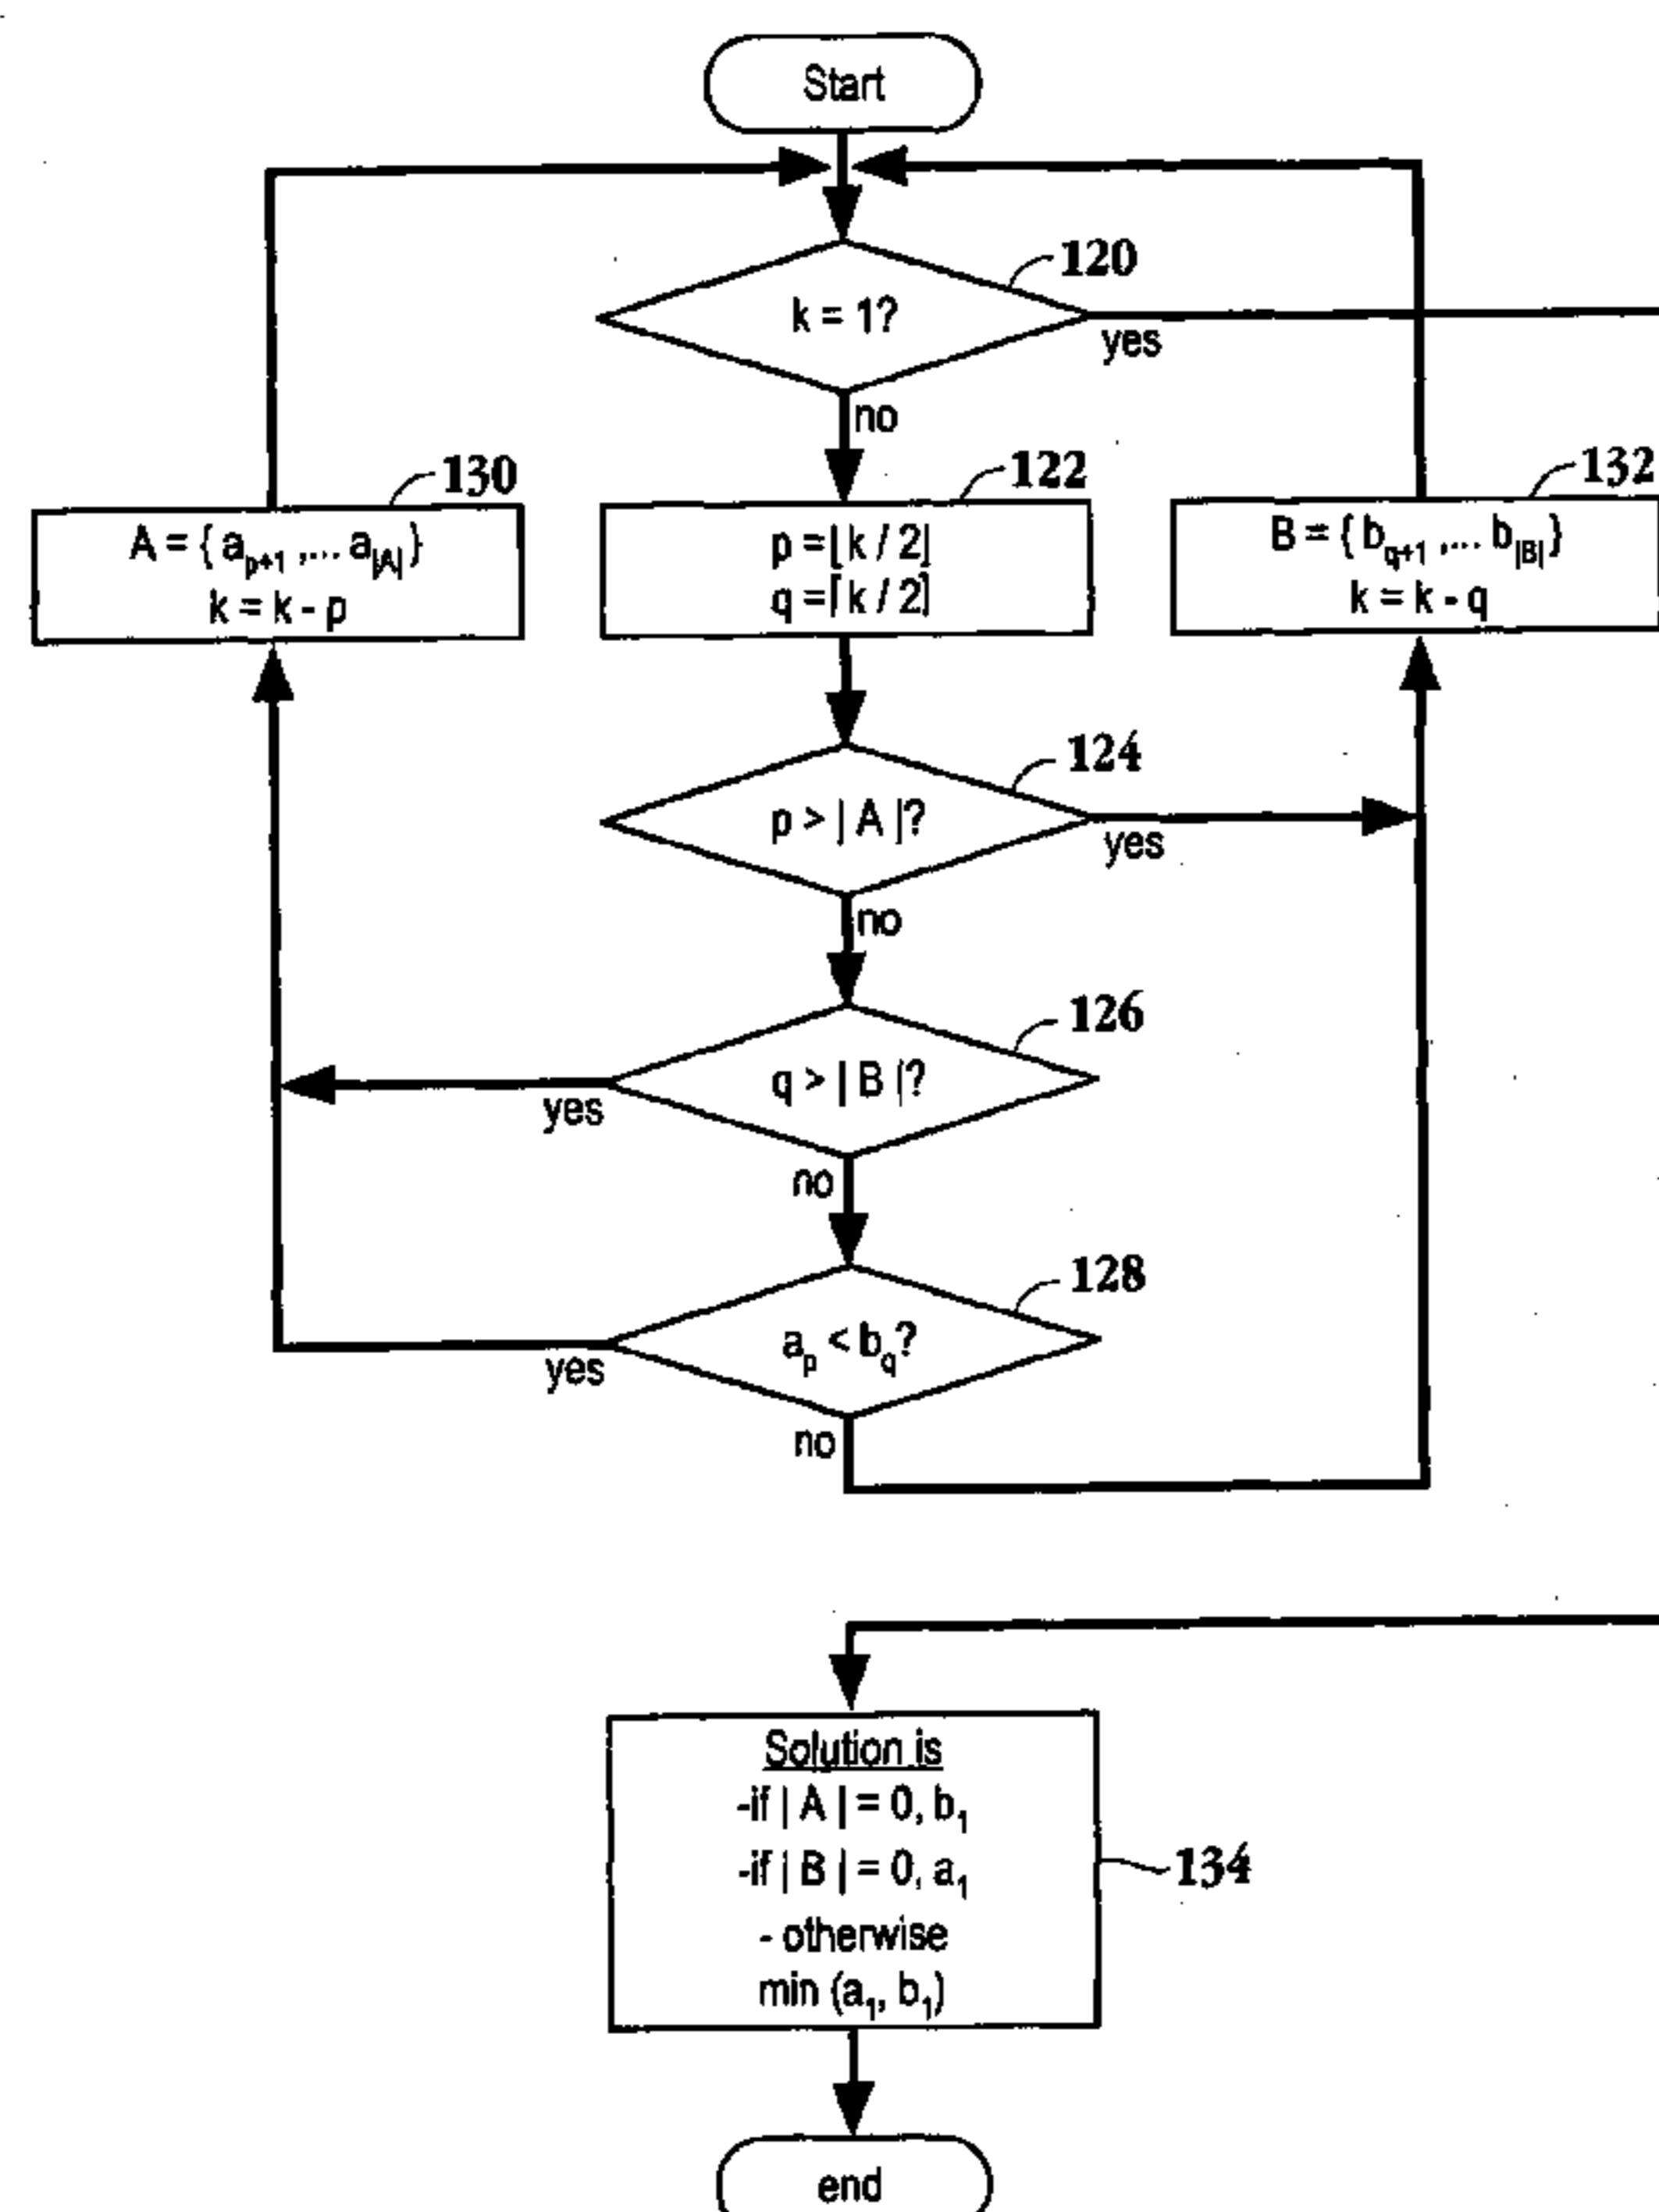 Start
120
k = 1?
yes
no
130
122
132
A = { a_{p+1} ,... a_{|A|} }
k = k - p
p = ⌊k / 2⌋
q = ⌈k / 2⌉
B = { b_{q+1} ,... b_{|B|} }
k = k - q
124
p > | A |?
yes
no
126
q > | B |?
yes
no
128
a_p < b_q?
yes
no
Solution is
-if | A | = 0, b_1
-if | B | = 0, a_1
- otherwise
min (a_1, b_1)
134
end